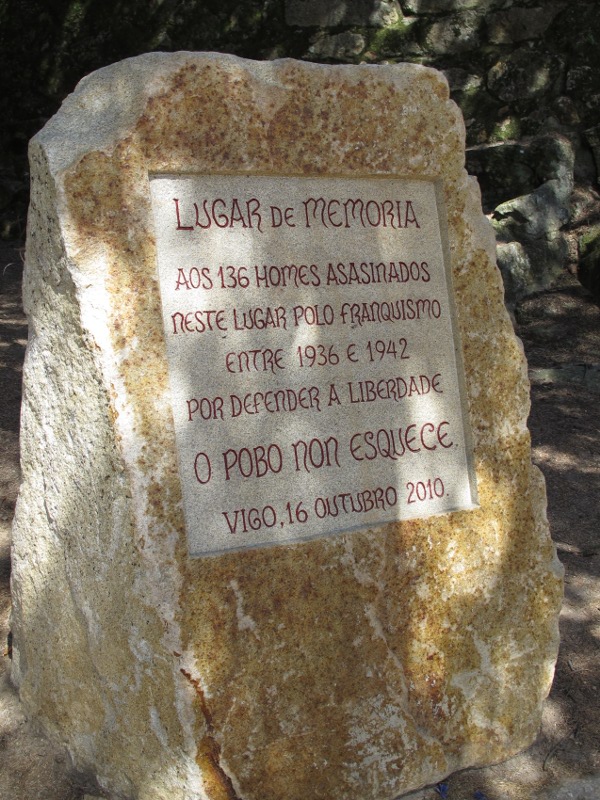 LUGAR DE MEMORIA
AOS 136 HOMES ASASINADOS
NESTE LUGAR POLO FRANQUISMO
ENTRE 1936 E 1942
POR DEFENDER A LIBERDADE
O POBO NON ESQUECE.
VIGO, 16 OUTUBRO 2010.